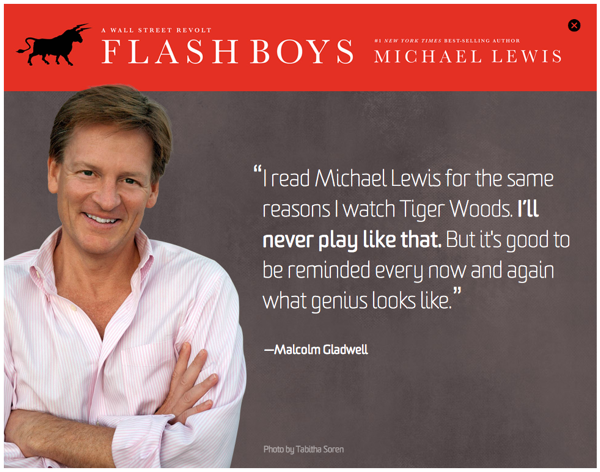 A WALL STREET REVOLT
FLASH BOYS
#1 NEW YORK TIMES BEST-SELLING AUTHOR
MICHAEL LEWIS
“I read Michael Lewis for the same
reasons I watch Tiger Woods. I’ll
never play like that. But it's good to
be reminded every now and again
what genius looks like.”
—Malcolm Gladwell
Photo by Tabitha Soren